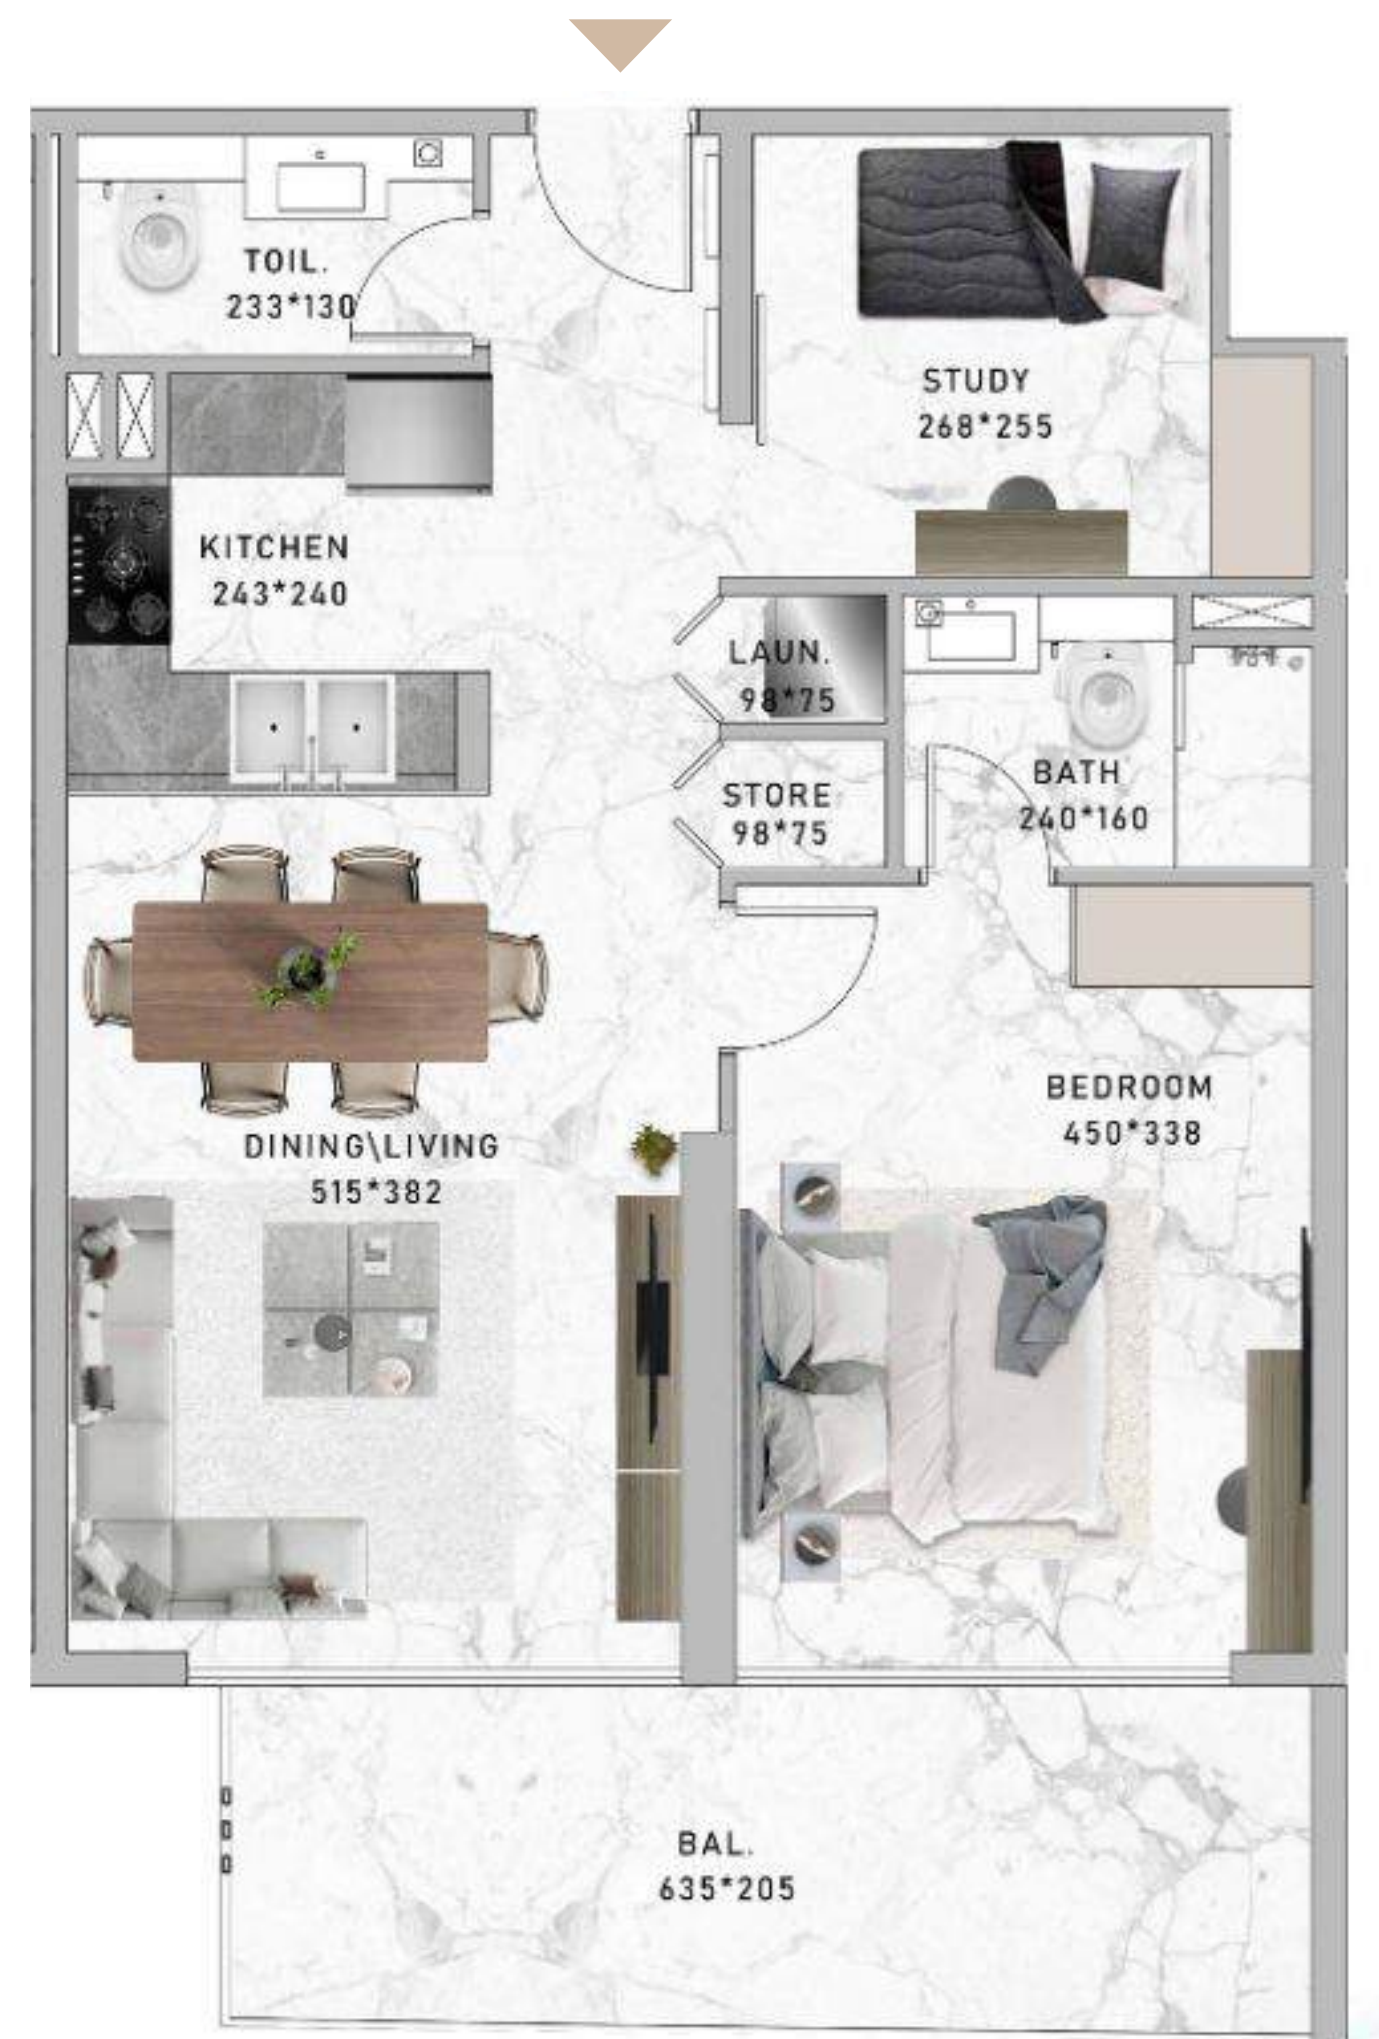 TOIL.
233*130
STUDY
268*255
KITCHEN
243*240
LAUN.
98*75
STORE
98*75
BATH
240*160
BEDROOM
450*338
DINING\LIVING
515*382
BAL.
635*205